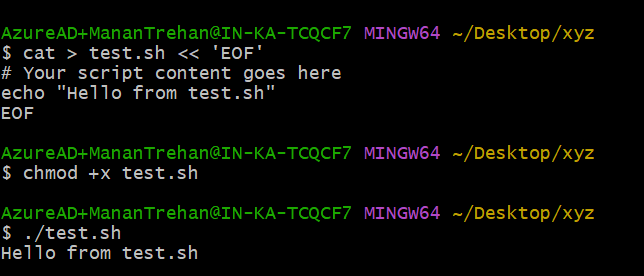 AzureAD+MananTrehan@IN-KA-TCQCF7 MINGW64 ~/Desktop/xyz
$ cat > test.sh << 'EOF'
# Your script content goes here
echo "Hello from test.sh"
EOF
AzureAD+MananTrehan@IN-KA-TCQCF7 MINGW64 ~/Desktop/xyz
$ chmod +x test.sh
AzureAD+MananTrehan@IN-KA-TCQCF7 MINGW64 ~/Desktop/xyz
$ ./test.sh
Hello from test.sh